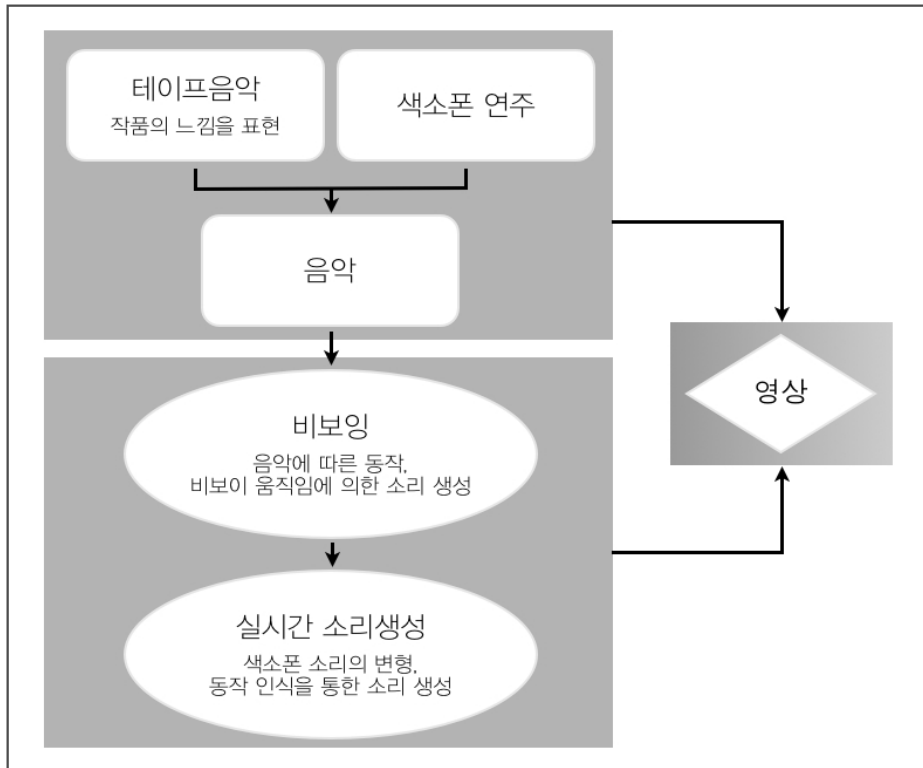 테이프음악
작품의 느낌을 표현
색소폰 연주
음악
비보잉
음악에 따른 동작,
비보이 움직임에 의한 소리 생성
실시간 소리생성
색소폰 소리의 변형,
동작 인식을 통한 소리 생성
영상